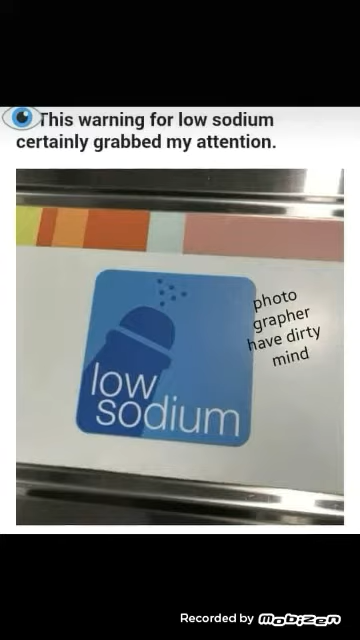 This warning for low sodium
certainly grabbed my attention.
photo
grapher
have dirty
mind
low
sodium
Recorded by mobizen